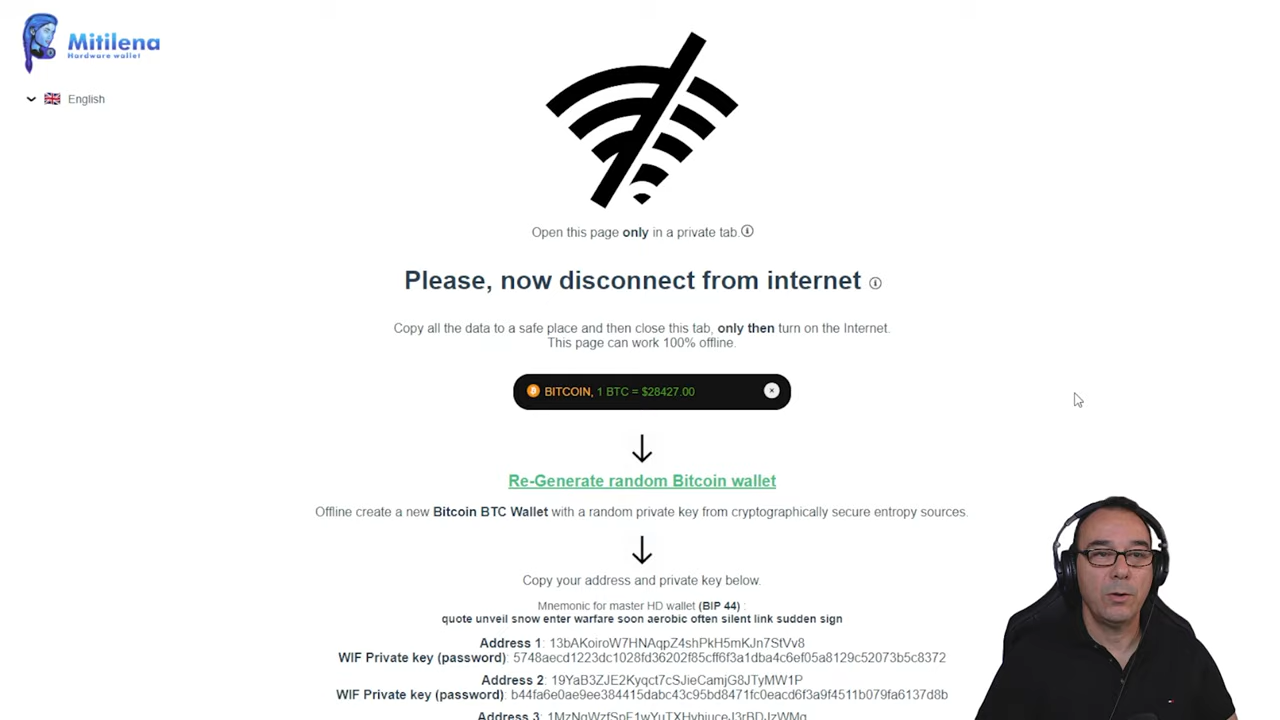 Mitilena
Hardware wallet
English
Open this page only in a private tab.
Please, now disconnect from internet
Copy all the data to a safe place and then close this tab, only then turn on the Internet.
This page can work 100% offline.
BITCOIN, 1 BTC = $28427.00
Re-Generate random Bitcoin wallet
Offline create a new Bitcoin BTC Wallet with a random private key from cryptographically secure entropy sources.
Copy your address and private key below.
Mnemonic for master HD wallet (BIP 44) :
quote unveil snow enter warfare soon aerobic often silent link sudden sign
Address 1: 13bAKoiroW7HNAqpZ4shPkH5mKJn7StVv8
WIF Private key (password): 5748aecd1223dc1028fd36202f85cff6f3a1dba4c6ef05a8129c52073b5c8372
Address 2: 19YaB3ZJE2Kyqct7cSJieCamjG8JTyMW1P
WIF Private key (password): b44fa6e0ae9ee384415dabc43c95bd8471fc0eacd6f3a9f4511b079fa6137d8b
Address 3: